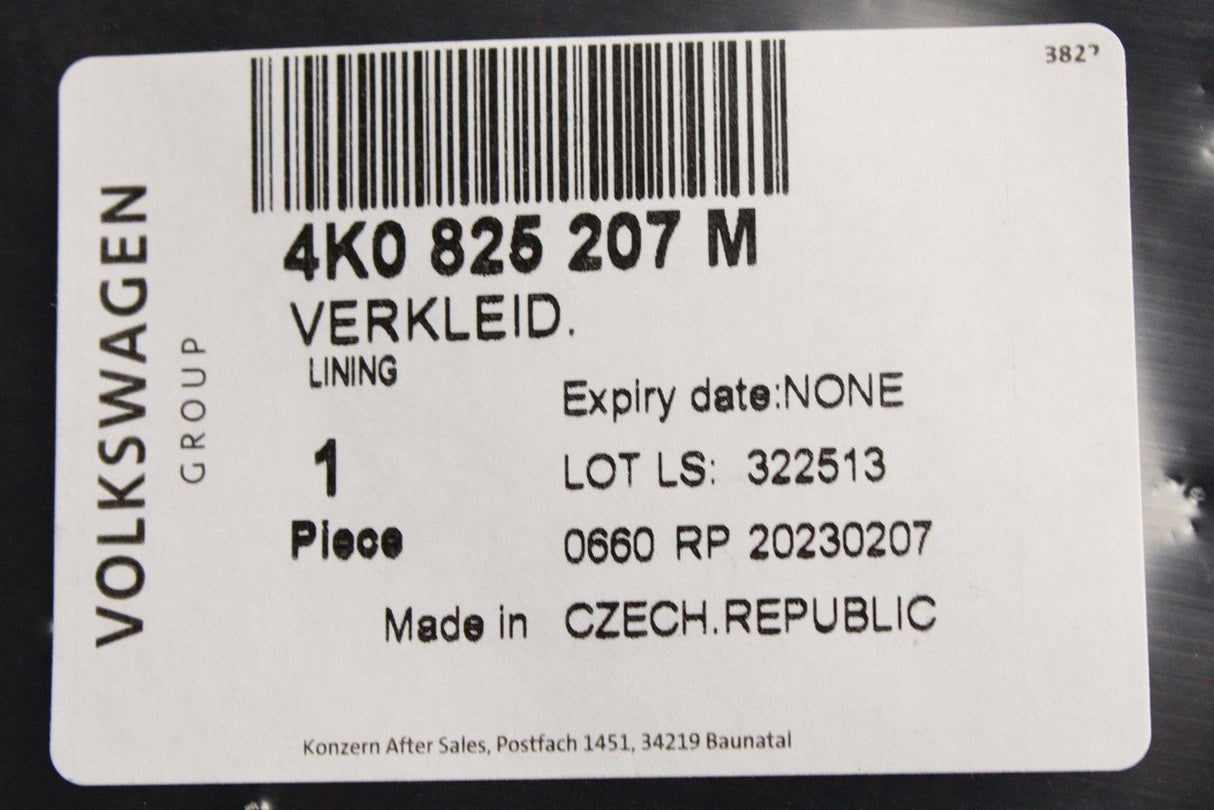 VOLKSWAGEN
GROUP
4K0 825 207 M
VERKLEID.
LINING
Expiry date:NONE
1
LOT LS: 322513
Piece
0660 RP 20230207
Made in CZECH.REPUBLIC
Konzern After Sales, Postfach 1451, 34219 Baunatal